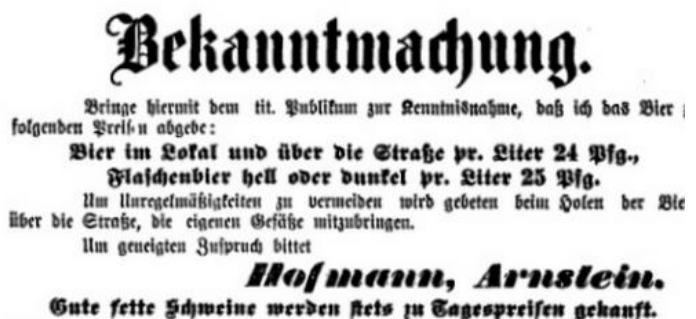 Bekanntmachung.
Bringe hiermit dem tit. Publikum zur Kenntnisnahme, daß ich das Bier z
folgenden Preisen abgebe:
Bier im Lokal und über die Straße pr. Liter 24 Pfg.,
Flaschenbier hell oder dunkel pr. Liter 25 Pfg.
Um Unregelmäßigkeiten zu vermeiden wird gebeten beim Holen der Bie
über die Straße, die eigenen Gefäße mitzubringen.
Um geneigten Zuspruch bittet
Hofmann, Arnstein.
Gute fette Schweine werden stets zu Tagespreisen gekauft.